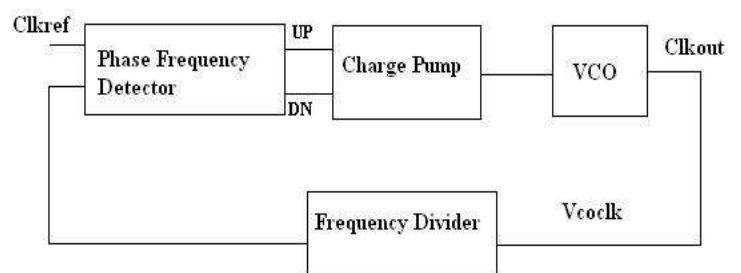 Clkref
UP
Phase Frequency
Detector
Charge Pump
VCO
Clkout
DN
Frequency Divider
Vcoclk